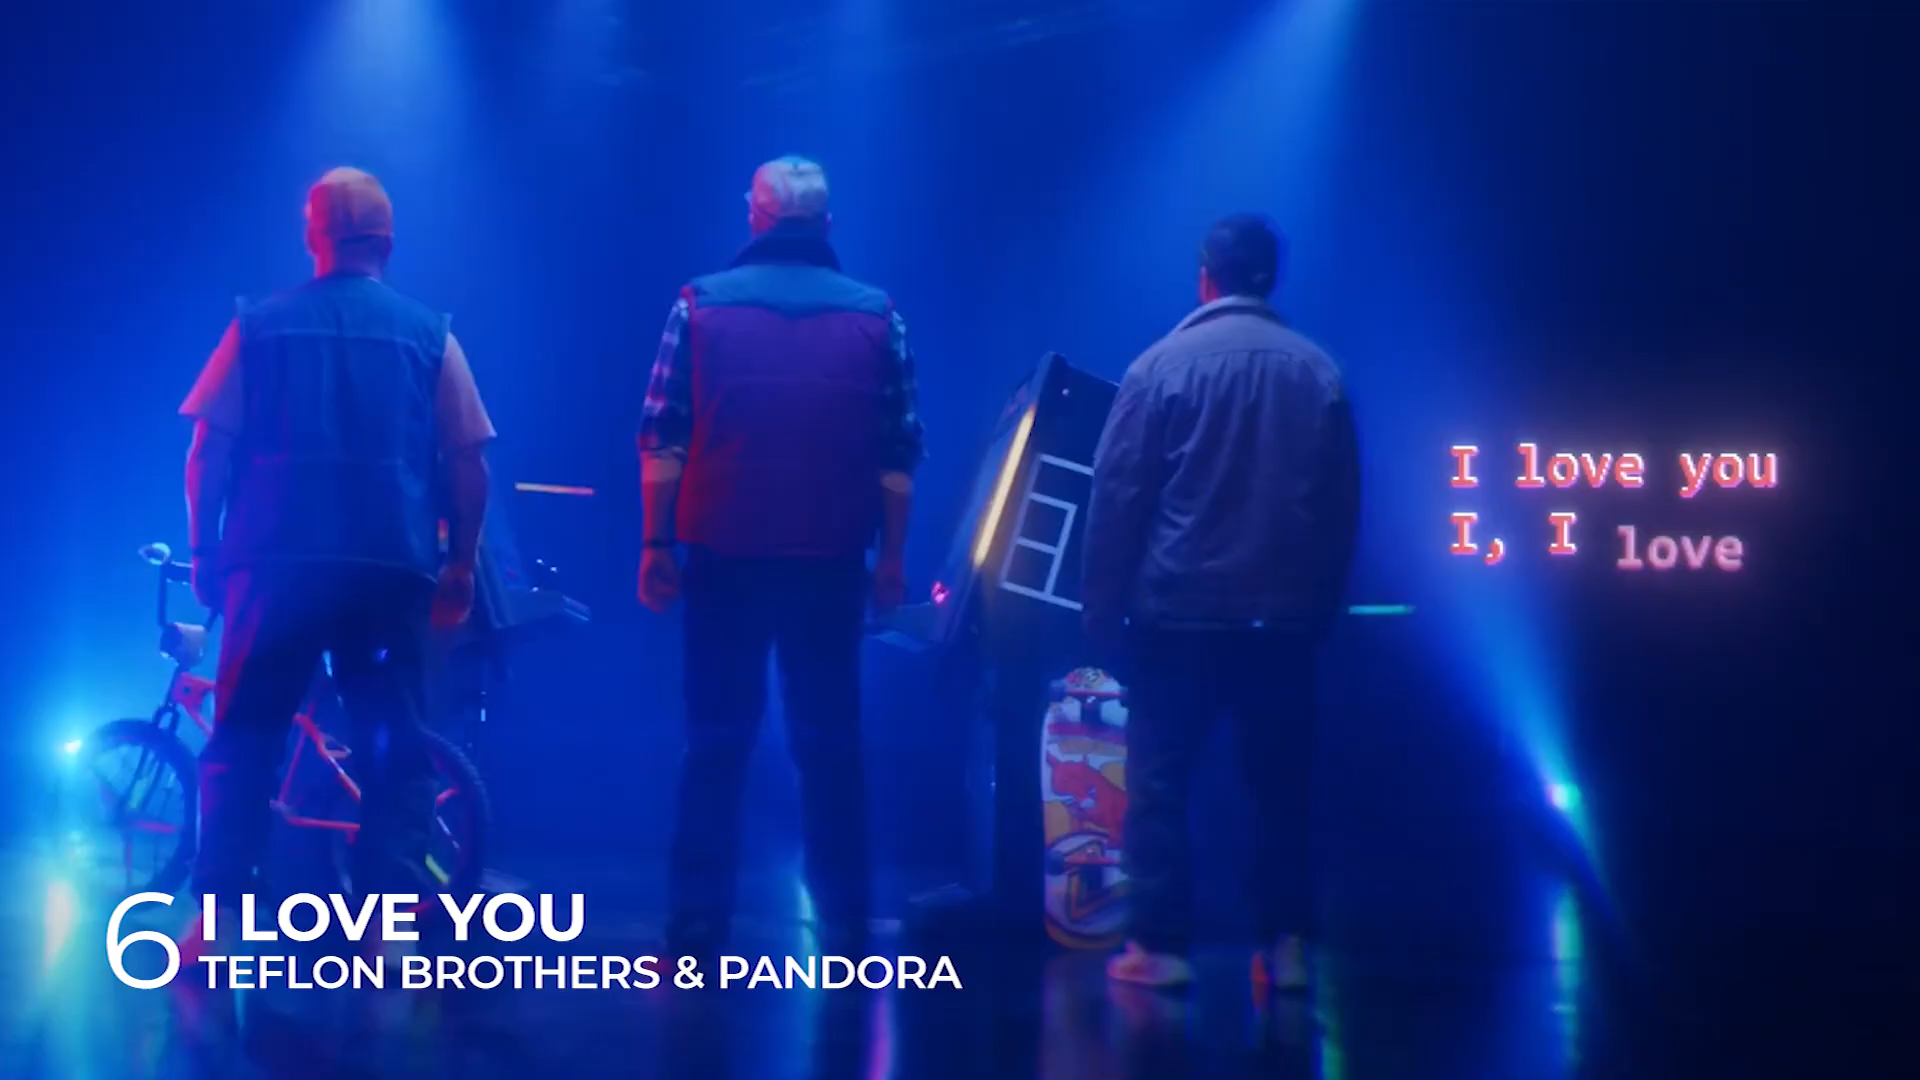 I love you
I, I love
6
I LOVE YOU
TEFLON BROTHERS & PANDORA